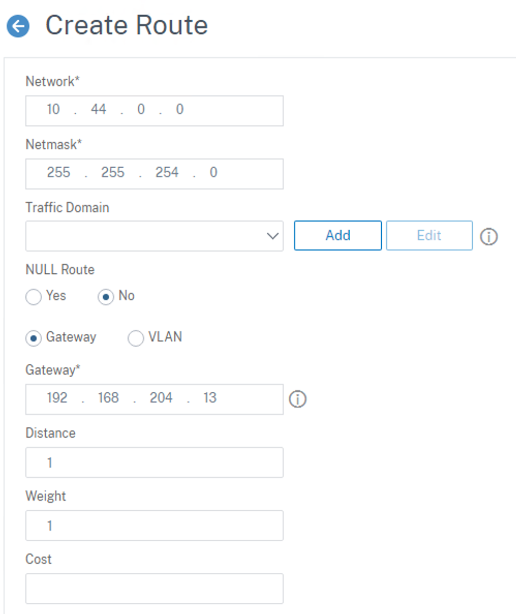 Create Route
Network*
10 . 44 . 0 . 0
Netmask*
255 . 255 . 254 . 0
Traffic Domain
Add Edit
NULL Route
Yes No
Gateway VLAN
Gateway*
192 . 168 . 204 . 13
Distance
1
Weight
1
Cost